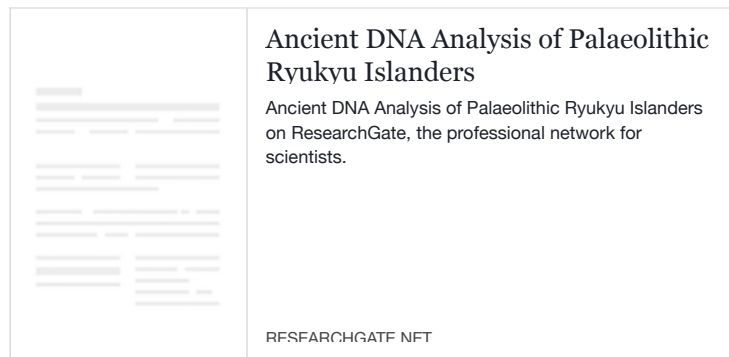 Ancient DNA Analysis of Palaeolithic
Ryukyu Islanders
Ancient DNA Analysis of Palaeolithic Ryukyu Islanders
on ResearchGate, the professional network for
scientists.
RESEARCHGATE.NET